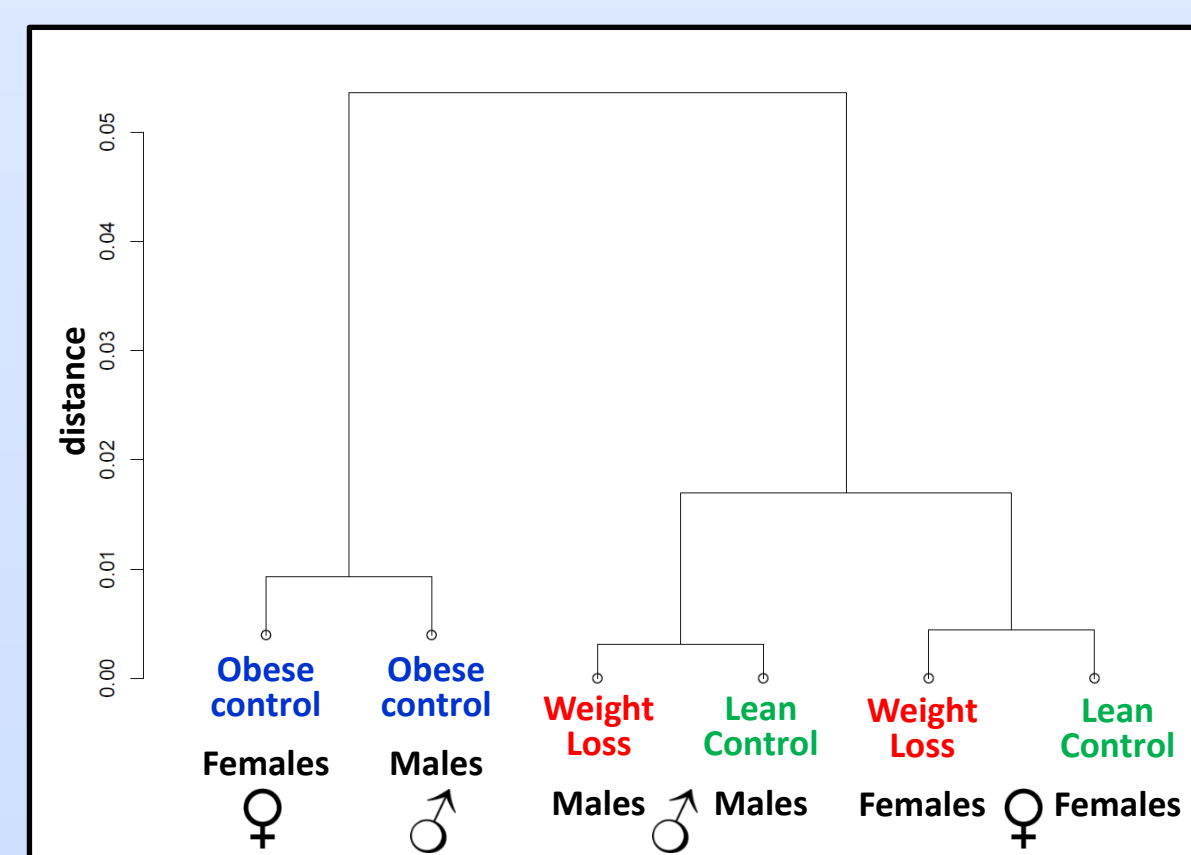 0.05
0.04
0.03
0.02
0.01
0.00
distance
Obese control
Females
♀
Obese control
Males
♂
Weight Loss
Males
♂
Lean Control
Males
Weight Loss
Females
♀
Lean Control
Females